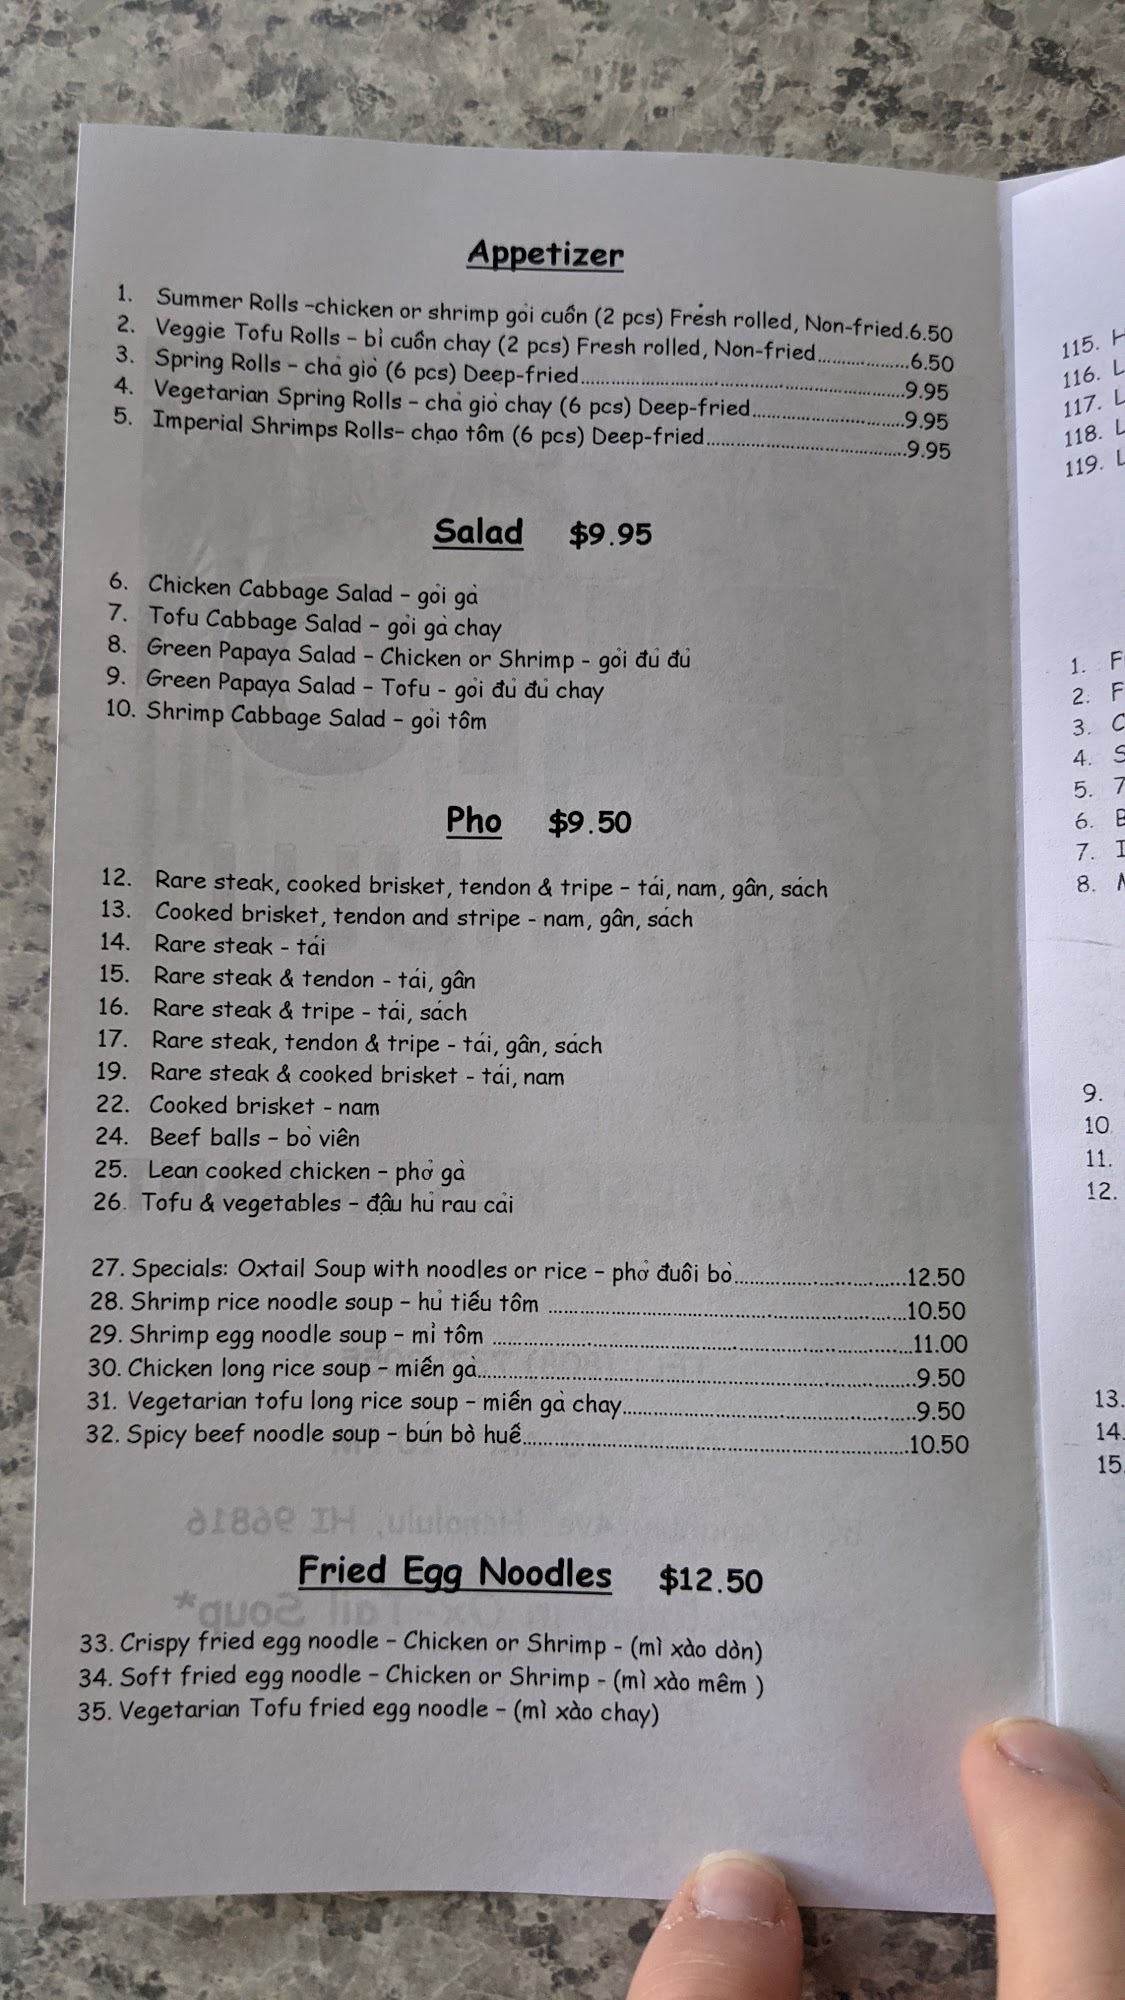 Appetizer
1. Summer Rolls -chicken or shrimp gỏi cuốn (2 pcs) Fresh rolled, Non-fried.6.50
2. Veggie Tofu Rolls - bì cuốn chay (2 pcs) Fresh rolled, Non-fried...................6.50
3. Spring Rolls - chả giò (6 pcs) Deep-fried.................................................................9.95
4. Vegetarian Spring Rolls - chả giò chay (6 pcs) Deep-fried..............................9.95
5. Imperial Shrimps Rolls- chạo tôm (6 pcs) Deep-fried........................................9.95
Salad $9.95
6. Chicken Cabbage Salad - gỏi gà
7. Tofu Cabbage Salad - gỏi gà chay
8. Green Papaya Salad - Chicken or Shrimp - gỏi đu đủ
9. Green Papaya Salad - Tofu - gỏi đu đủ chay
10. Shrimp Cabbage Salad - gỏi tôm
Pho $9.50
12. Rare steak, cooked brisket, tendon & tripe - tái, nam, gân, sách
13. Cooked brisket, tendon and stripe - nam, gân, sách
14. Rare steak - tái
15. Rare steak & tendon - tái, gân
16. Rare steak & tripe - tái, sách
17. Rare steak, tendon & tripe - tái, gân, sách
19. Rare steak & cooked brisket - tái, nam
22. Cooked brisket - nam
24. Beef balls - bò viên
25. Lean cooked chicken - phở gà
26. Tofu & vegetables - đậu hủ rau cải
27. Specials: Oxtail Soup with noodles or rice - phở đuôi bò..................................12.50
28. Shrimp rice noodle soup - hủ tiếu tôm .....................................................................10.50
29. Shrimp egg noodle soup - mì tôm ................................................................................11.00
30. Chicken long rice soup - miến gà..................................................................................9.50
31. Vegetarian tofu long rice soup - miến gà chay.......................................................9.50
32. Spicy beef noodle soup - bún bò huế.........................................................................10.50
Fried Egg Noodles $12.50
33. Crispy fried egg noodle - Chicken or Shrimp - (mì xào dòn)
34. Soft fried egg noodle - Chicken or Shrimp - (mì xào mêm )
35. Vegetarian Tofu fried egg noodle - (mì xào chay)
115. H
116. L
117. L
118. L
119. L
1. F
2. F
3. C
4. S
5. 7
6. B
7. I
8.
9.
10
11.
12.
13.
14.
15.